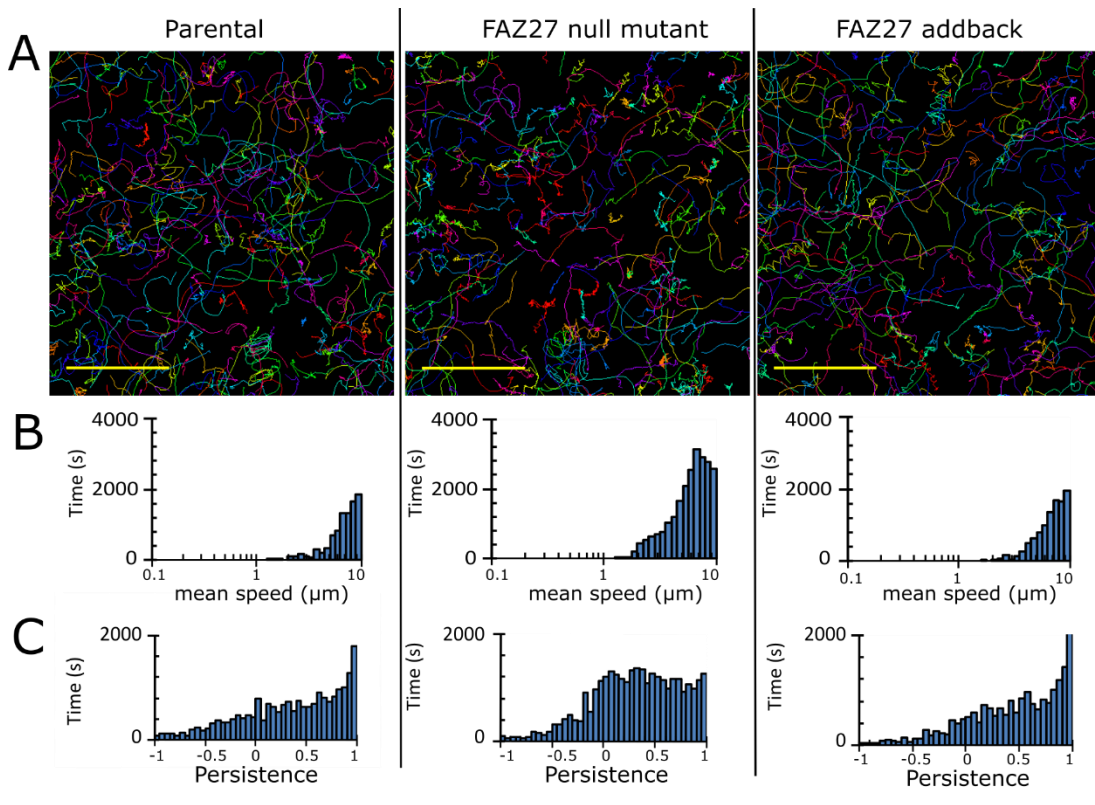 Parental
FAZ27 null mutant
FAZ27 addback
A
B
Time (s)
4000
2000
0
0.1
1
10
mean speed (µm)
Time (s)
4000
2000
0
0.1
1
10
mean speed (µm)
Time (s)
4000
2000
0
0.1
1
10
mean speed (µm)
C
Time (s)
2000
0
-1
-0.5
0
0.5
1
Persistence
Time (s)
2000
0
-1
-0.5
0
0.5
1
Persistence
Time (s)
2000
0
-1
-0.5
0
0.5
1
Persistence